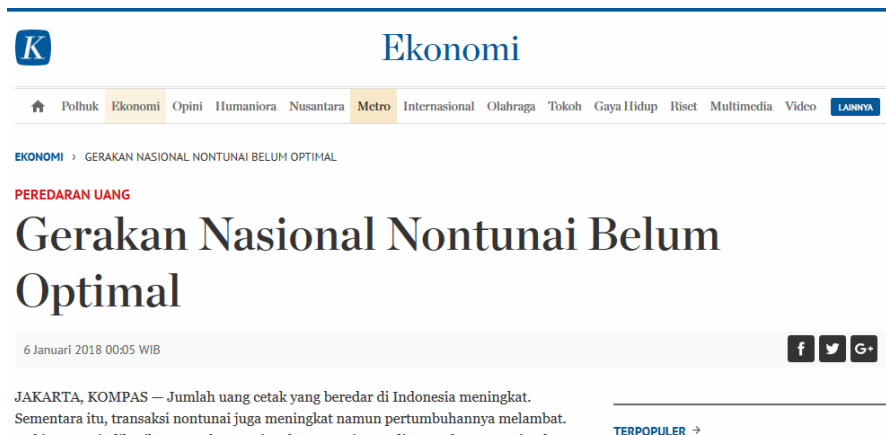 K
Ekonomi
Polhuk Ekonomi Opini Humaniora Nusantara Metro Internasional Olahraga Tokoh Gaya Hidup Riset Multimedia Video LAINNYA
EKONOMI > GERAKAN NASIONAL NONTUNAI BELUM OPTIMAL
PEREDARAN UANG
Gerakan Nasional Nontunai Belum
Optimal
6 Januari 2018 00:05 WIB
f G+
JAKARTA, KOMPAS — Jumlah uang cetak yang beredar di Indonesia meningkat.
Sementara itu, transaksi nontunai juga meningkat namun pertumbuhannya melambat.
TERPOPULER →